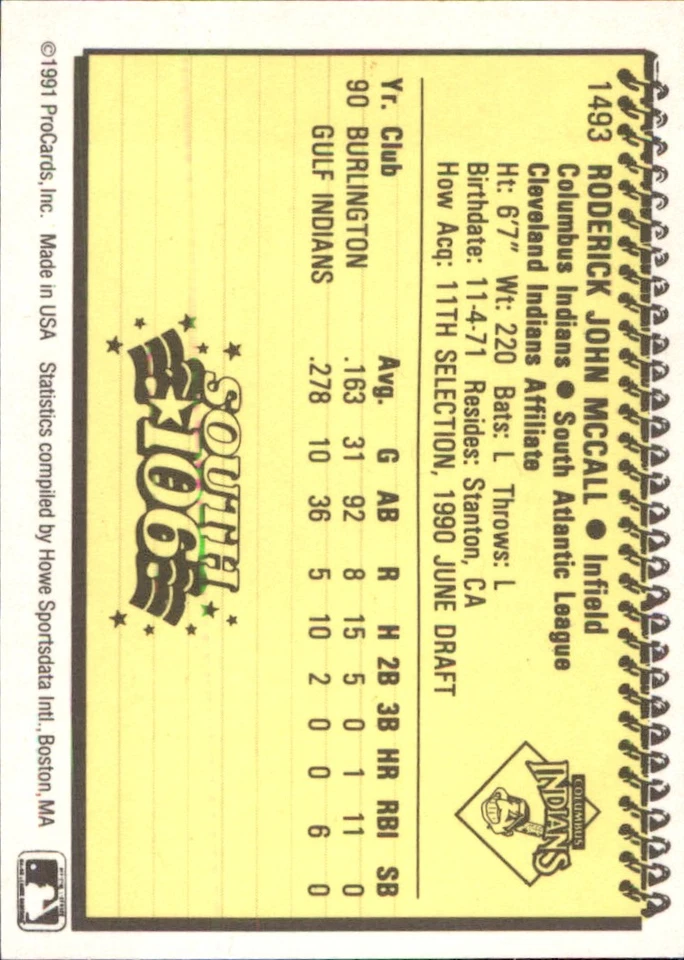 1493 RODERICK JOHN MCCALL ● Infield
Columbus Indians ● South Atlantic League
Cleveland Indians Affiliate
Ht: 6'7" Wt: 220 Bats: L Throws: L
Birthdate: 11-4-71 Resides: Stanton, CA
How Acq: 11TH SELECTION, 1990 JUNE DRAFT
COLUMBUS
INDIANS
Yr. Club Avg. G AB R H 2B 3B HR RBI SB
90 BURLINGTON .163 31 92 8 15 5 0 1 11 0
GULF INDIANS .278 10 36 5 10 2 0 0 6 0
SOUTH
106
©1991 ProCards, Inc. Made in USA Statistics compiled by Howe Sportsdata Intl., Boston, MA